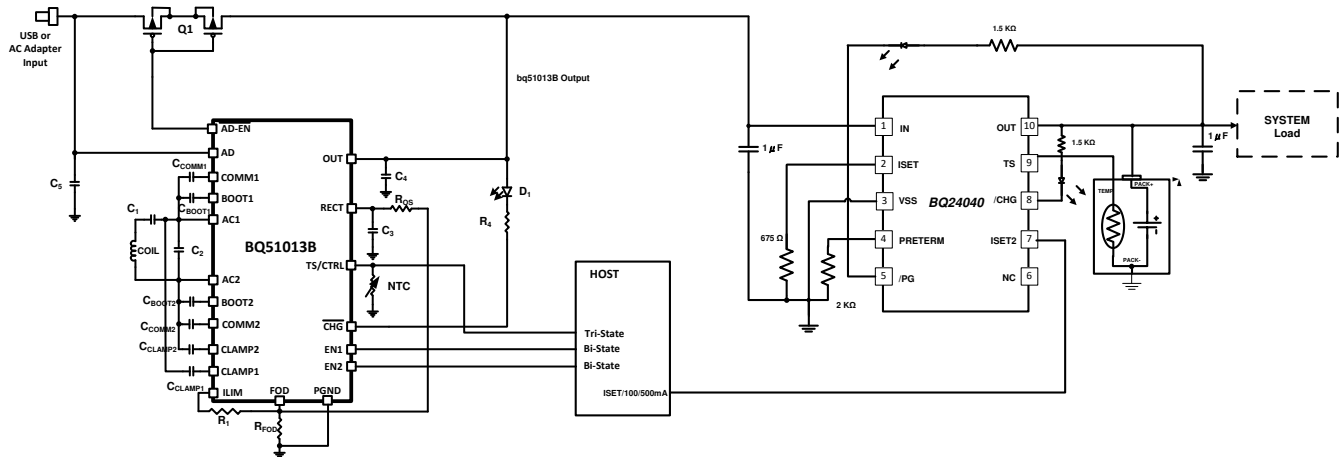 USB or
AC Adapter
Input
Q1
bq51013B Output
1.5 KΩ
AD-EN
AD
COMM1
BOOT1
AC1
AC2
BOOT2
COMM2
CLAMP2
CLAMP1
ILIM
FOD
PGND
OUT
RECT
TS/CTRL
CHG
EN1
EN2
BQ51013B
C5
CCOMM1
CBOOT1
C1
COIL
C2
CBOOT2
CCOMM2
CCLAMP2
CCLAMP1
R1
RFOD
C4
ROS
C3
NTC
D1
R4
HOST
Tri-State
Bi-State
Bi-State
ISET/100/500mA
1 µF
675 Ω
2 KΩ
BQ24040
1
IN
2
ISET
3
VSS
4
PRETERM
5
/PG
OUT
10
TS
9
/CHG
8
ISET2
7
NC
6
1.5 KΩ
TEMP
PACK+
PACK-
1 µF
SYSTEM
Load